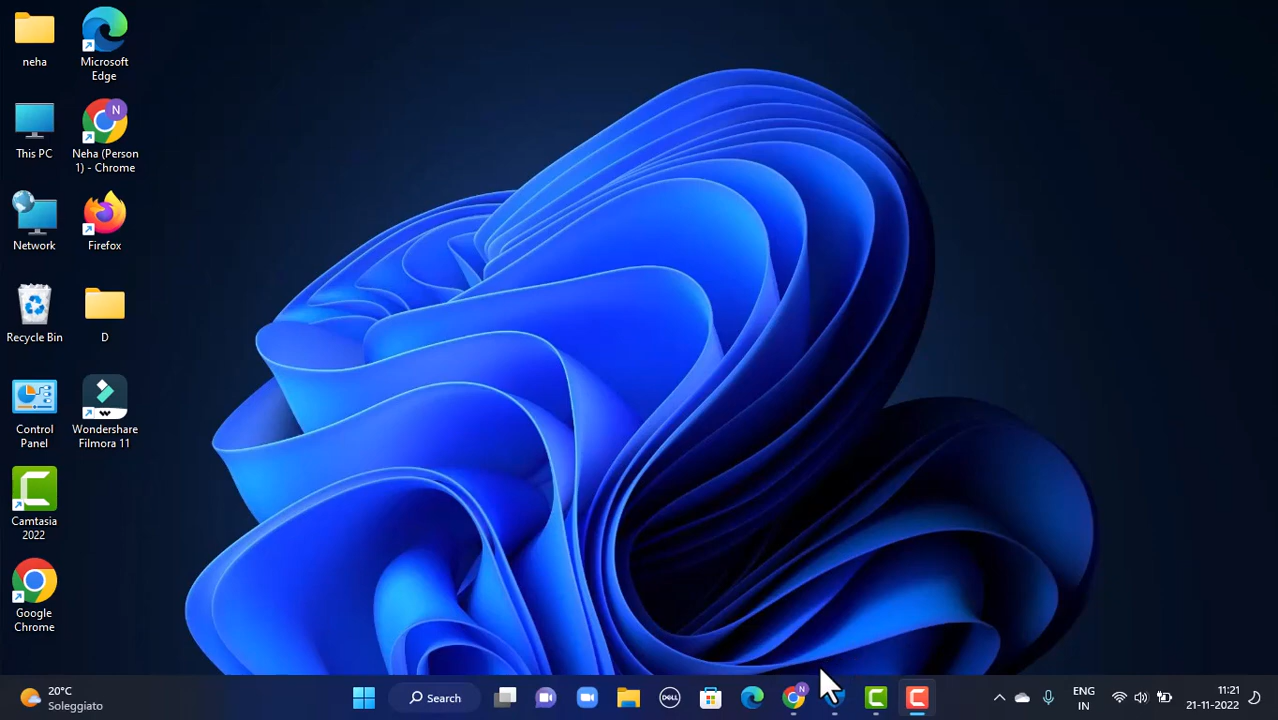 neha
Microsoft
Edge
This PC
N
Neha (Person
1) - Chrome
Network
Firefox
Recycle Bin
D
Control
Panel
Wondershare
Filmora 11
Camtasia
2022
Google
Chrome
20°C
Soleggiato
Search
DELL
N
ENG
IN
11:21
21-11-2022